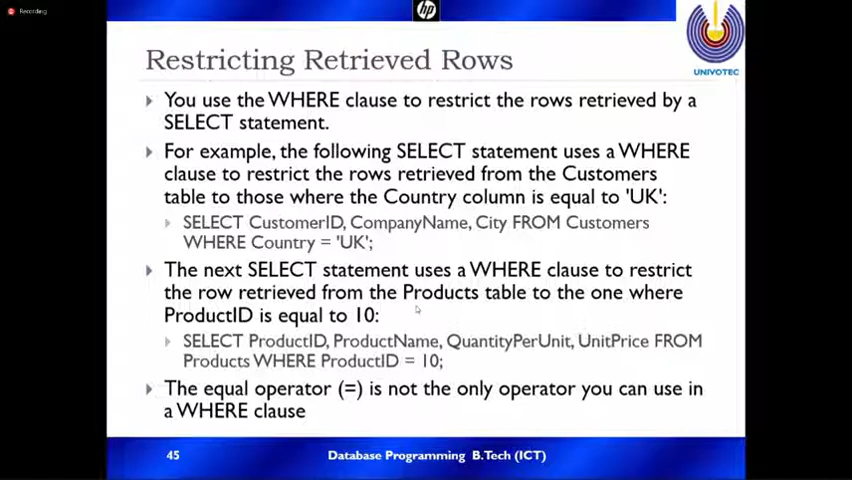 Recording
hp
UNIVOTEC
Restricting Retrieved Rows
You use the WHERE clause to restrict the rows retrieved by a
SELECT statement.
For example, the following SELECT statement uses a WHERE
clause to restrict the rows retrieved from the Customers
table to those where the Country column is equal to 'UK':
SELECT CustomerID, CompanyName, City FROM Customers
WHERE Country = 'UK';
The next SELECT statement uses a WHERE clause to restrict
the row retrieved from the Products table to the one where
ProductID is equal to 10:
SELECT ProductID, ProductName, QuantityPerUnit, UnitPrice FROM
Products WHERE ProductID = 10;
The equal operator (=) is not the only operator you can use in
a WHERE clause
45
Database Programming B.Tech (ICT)